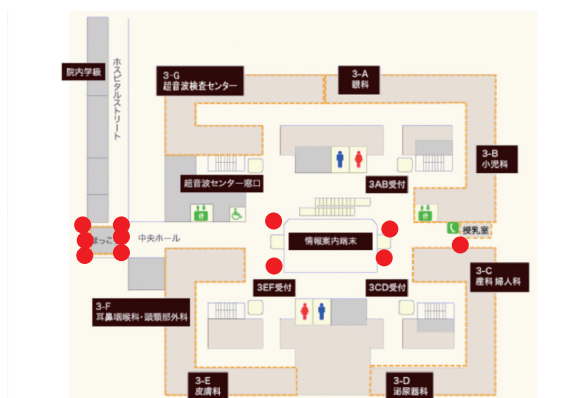 院内学級
ホスピタルストリート
3-G
超音波検査センター
3-A
眼科
3-B
小児科
超音波センター窓口
3AB受付
中央ホール
情報案内端末
授乳室
3EF受付
3CD受付
3-C
産科 婦人科
3-F
耳鼻咽喉科・頭頸部外科
3-E
皮膚科
3-D
泌尿器科